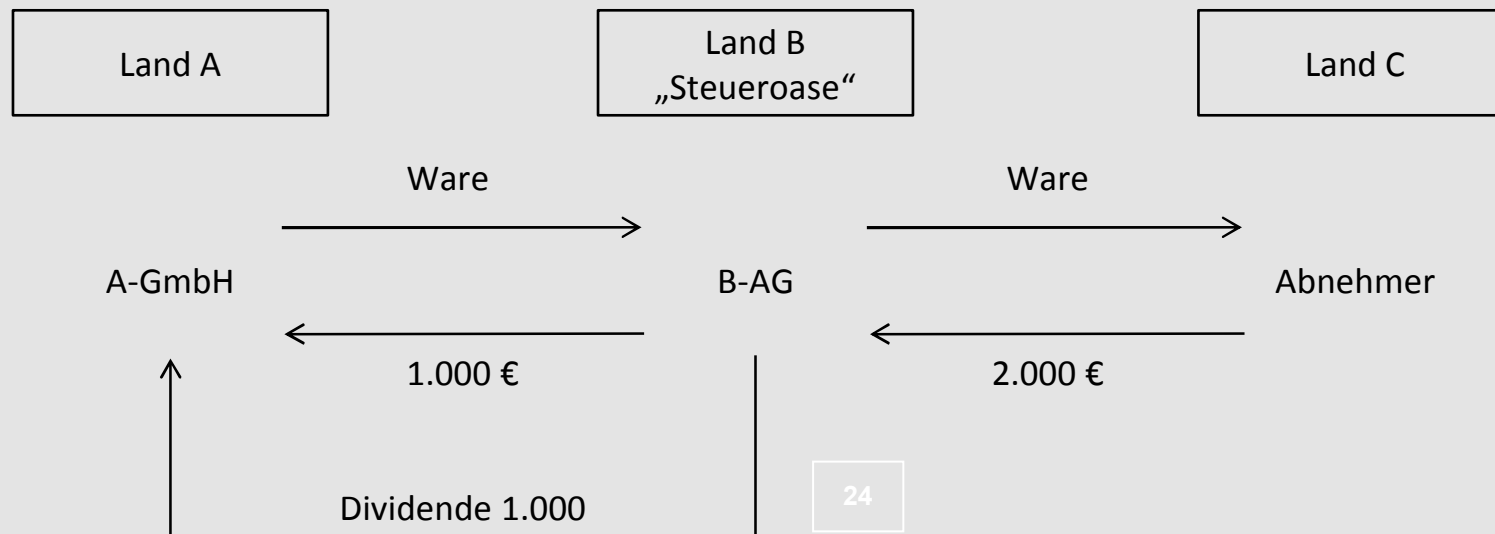 Land A
Land B
„Steueroase“
Land C
Ware
Ware
A-GmbH
B-AG
Abnehmer
1.000 €
2.000 €
24
Dividende 1.000